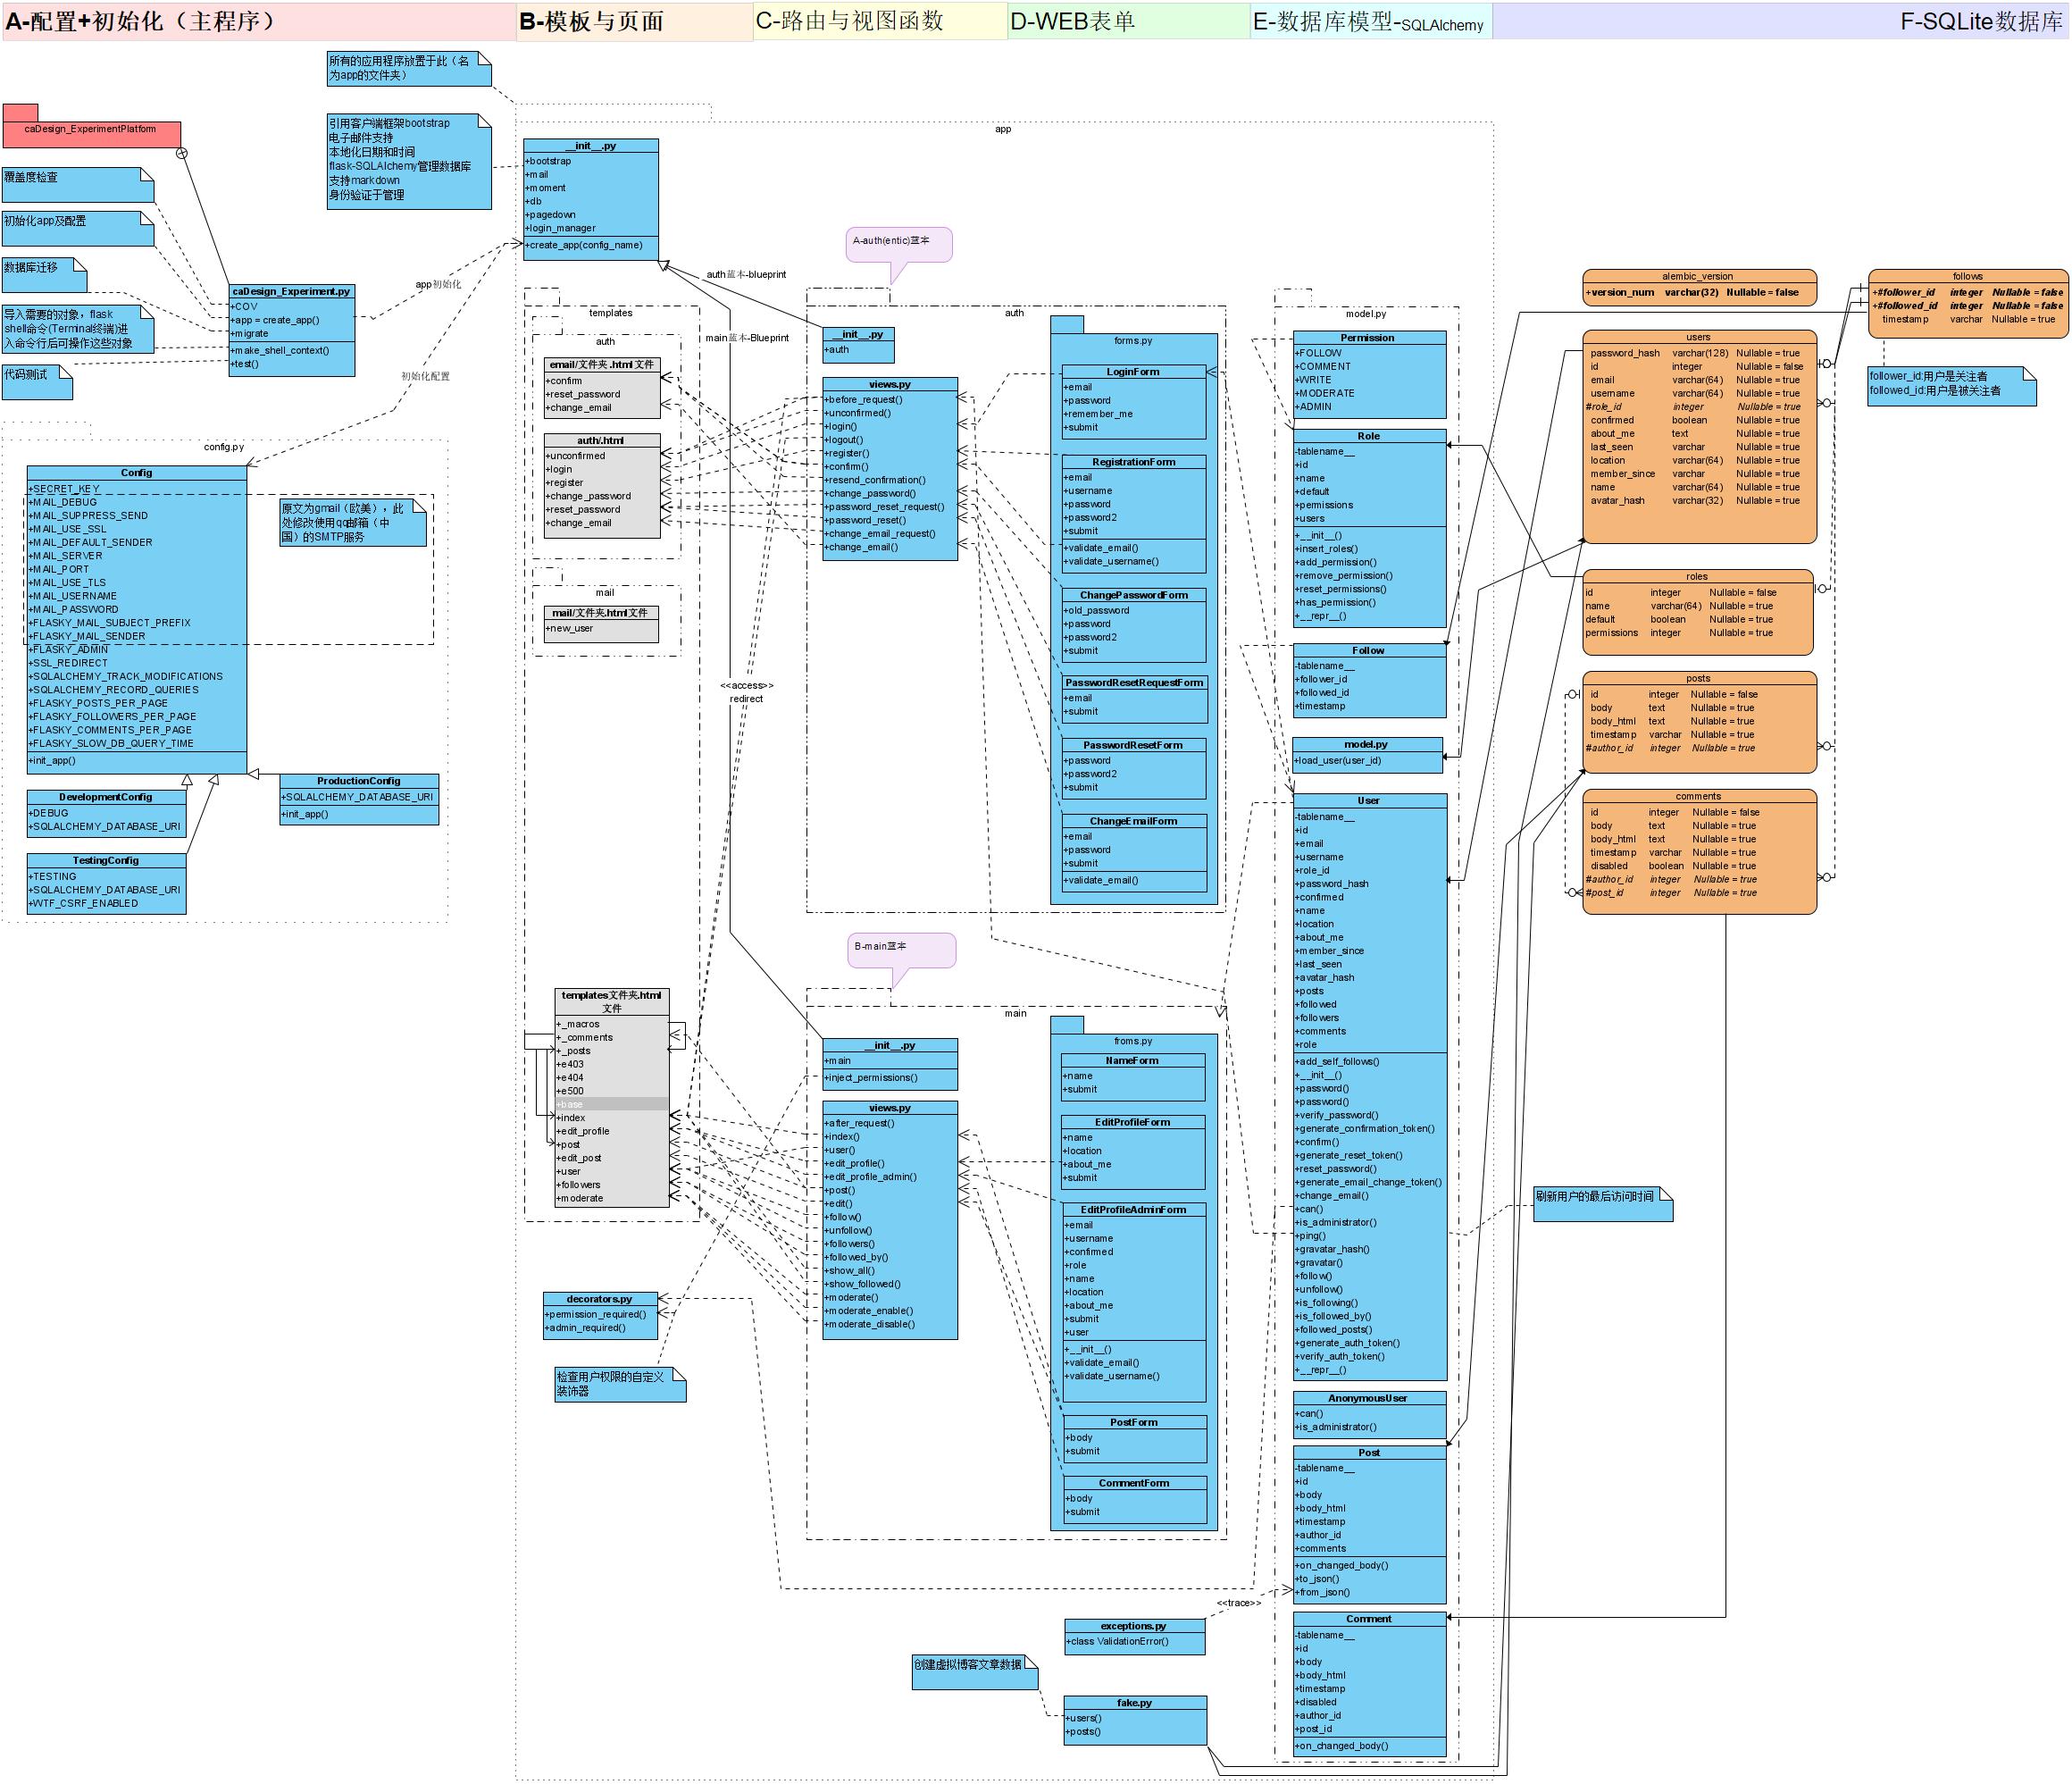 A-配置+初始化（主程序）
B-模板与页面
C-路由与视图函数
D-WEB表单
E-数据库模型-SQLAlchemy
F-SQLite数据库
所有的应用程序放置于此（名
为app的文件夹）
caDesign_ExperimentPlatform
引用客户端框架bootstrap
电子邮件支持
本地化日期和时间
flask-SQLAlchemy管理数据库
支持markdown
身份验证于管理
覆盖度检查
初始化app及配置
数据库迁移
导入需要的对象，flask
shell命令(Terminal终端)进
入命令行后可操作这些对象
代码测试
caDesign_Experiment.py
+COV
+app = create_app()
+migrate
+make_shell_context()
+test()
app初始化
初始化配置
config.py
Config
+SECRET_KEY
+MAIL_DEBUG
+MAIL_SUPPRESS_SEND
+MAIL_USE_SSL
+MAIL_DEFAULT_SENDER
+MAIL_SERVER
+MAIL_PORT
+MAIL_USE_TLS
+MAIL_USERNAME
+MAIL_PASSWORD
+FLASKY_MAIL_SUBJECT_PREFIX
+FLASKY_MAIL_SENDER
+FLASKY_ADMIN
+SSL_REDIRECT
+SQLALCHEMY_TRACK_MODIFICATIONS
+SQLALCHEMY_RECORD_QUERIES
+FLASKY_POSTS_PER_PAGE
+FLASKY_FOLLOWERS_PER_PAGE
+FLASKY_COMMENTS_PER_PAGE
+FLASKY_SLOW_DB_QUERY_TIME
+init_app()
原文为gmail（欧美），此
处修改使用qq邮箱（中
国）的SMTP服务
DevelopmentConfig
+DEBUG
+SQLALCHEMY_DATABASE_URI
ProductionConfig
+SQLALCHEMY_DATABASE_URI
+init_app()
TestingConfig
+TESTING
+SQLALCHEMY_DATABASE_URI
+WTF_CSRF_ENABLED
app
__init__.py
+bootstrap
+mail
+moment
+db
+pagedown
+login_manager
+create_app(config_name)
auth蓝本-blueprint
main蓝本-Blueprint
templates
auth
email/文件夹.html文件
+confirm
+reset_password
+change_email
auth/.html
+unconfirmed
+login
+register
+change_password
+reset_password
+change_email
mail
mail/文件夹.html文件
+new_user
<<access>>
redirect
templates文件夹.html
文件
+_macros
+_comments
+_posts
+e403
+e404
+e500
+base
+index
+edit_profile
+post
+edit_post
+user
+followers
+moderate
decorators.py
+permission_required()
+admin_required()
检查用户权限的自定义
装饰器
A-auth(entic)蓝本
auth
__init__.py
+auth
views.py
+before_request()
+unconfirmed()
+login()
+logout()
+register()
+confirm()
+resend_confirmation()
+change_password()
+password_reset_request()
+password_reset()
+change_email_request()
+change_email()
forms.py
LoginForm
+email
+password
+remember_me
+submit
RegistrationForm
+email
+username
+password
+password2
+submit
+validate_email()
+validate_username()
ChangePasswordForm
+old_password
+password
+password2
+submit
PasswordResetRequestForm
+email
+submit
PasswordResetForm
+password
+password2
+submit
ChangeEmailForm
+email
+password
+submit
+validate_email()
B-main蓝本
main
__init__.py
+main
+inject_permissions()
views.py
+after_request()
+index()
+user()
+edit_profile()
+edit_profile_admin()
+post()
+edit()
+follow()
+unfollow()
+followers()
+followed_by()
+show_all()
+show_followed()
+moderate()
+moderate_enable()
+moderate_disable()
froms.py
NameForm
+name
+submit
EditProfileForm
+name
+location
+about_me
+submit
EditProfileAdminForm
+email
+username
+confirmed
+role
+name
+location
+about_me
+submit
+user
+__init__()
+validate_email()
+validate_username()
PostForm
+body
+submit
CommentForm
+body
+submit
<<trace>>
exceptions.py
+class ValidationError()
创建虚拟博客文章数据
fake.py
+users()
+posts()
model.py
Permission
+FOLLOW
+COMMENT
+WRITE
+MODERATE
+ADMIN
Role
-tablename__
+id
+name
+default
+permissions
+users
+__init__()
+insert_roles()
+add_permission()
+remove_permission()
+reset_permissions()
+has_permission()
+__repr__()
Follow
-tablename__
+follower_id
+followed_id
+timestamp
model.py
+load_user(user_id)
User
-tablename__
+id
+email
+username
+role_id
+password_hash
+confirmed
+name
+location
+about_me
+member_since
+last_seen
+avatar_hash
+posts
+followed
+followers
+comments
+role
+add_self_follows()
+__init__()
+password()
+password()
+verify_password()
+generate_confirmation_token()
+confirm()
+generate_reset_token()
+reset_password()
+generate_email_change_token()
+change_email()
+can()
+is_administrator()
+ping()
+gravatar_hash()
+gravatar()
+follow()
+unfollow()
+is_following()
+is_followed_by()
+followed_posts()
+generate_auth_token()
+verify_auth_token()
+__repr__()
AnonymousUser
+can()
+is_administrator()
Post
-tablename__
+id
+body
+body_html
+timestamp
+author_id
+comments
+on_changed_body()
+to_json()
+from_json()
Comment
-tablename__
+id
+body
+body_html
+timestamp
+disabled
+author_id
+post_id
+on_changed_body()
刷新用户的最后访问时间
alembic_version
+version_num varchar(32) Nullable = false
follows
+#follower_id integer Nullable = false
+#followed_id integer Nullable = false
timestamp varchar Nullable = true
follower_id:用户是关注者
followed_id:用户是被关注者
users
password_hash varchar(128) Nullable = true
id integer Nullable = false
email varchar(64) Nullable = true
username varchar(64) Nullable = true
#role_id integer Nullable = true
confirmed boolean Nullable = true
about_me text Nullable = true
last_seen varchar Nullable = true
location varchar(64) Nullable = true
member_since varchar Nullable = true
name varchar(64) Nullable = true
avatar_hash varchar(32) Nullable = true
roles
id integer Nullable = false
name varchar(64) Nullable = true
default boolean Nullable = true
permissions integer Nullable = true
posts
id integer Nullable = false
body text Nullable = true
body_html text Nullable = true
timestamp varchar Nullable = true
#author_id integer Nullable = true
comments
id integer Nullable = false
body text Nullable = true
body_html text Nullable = true
timestamp varchar Nullable = true
disabled boolean Nullable = true
#author_id integer Nullable = true
#post_id integer Nullable = true